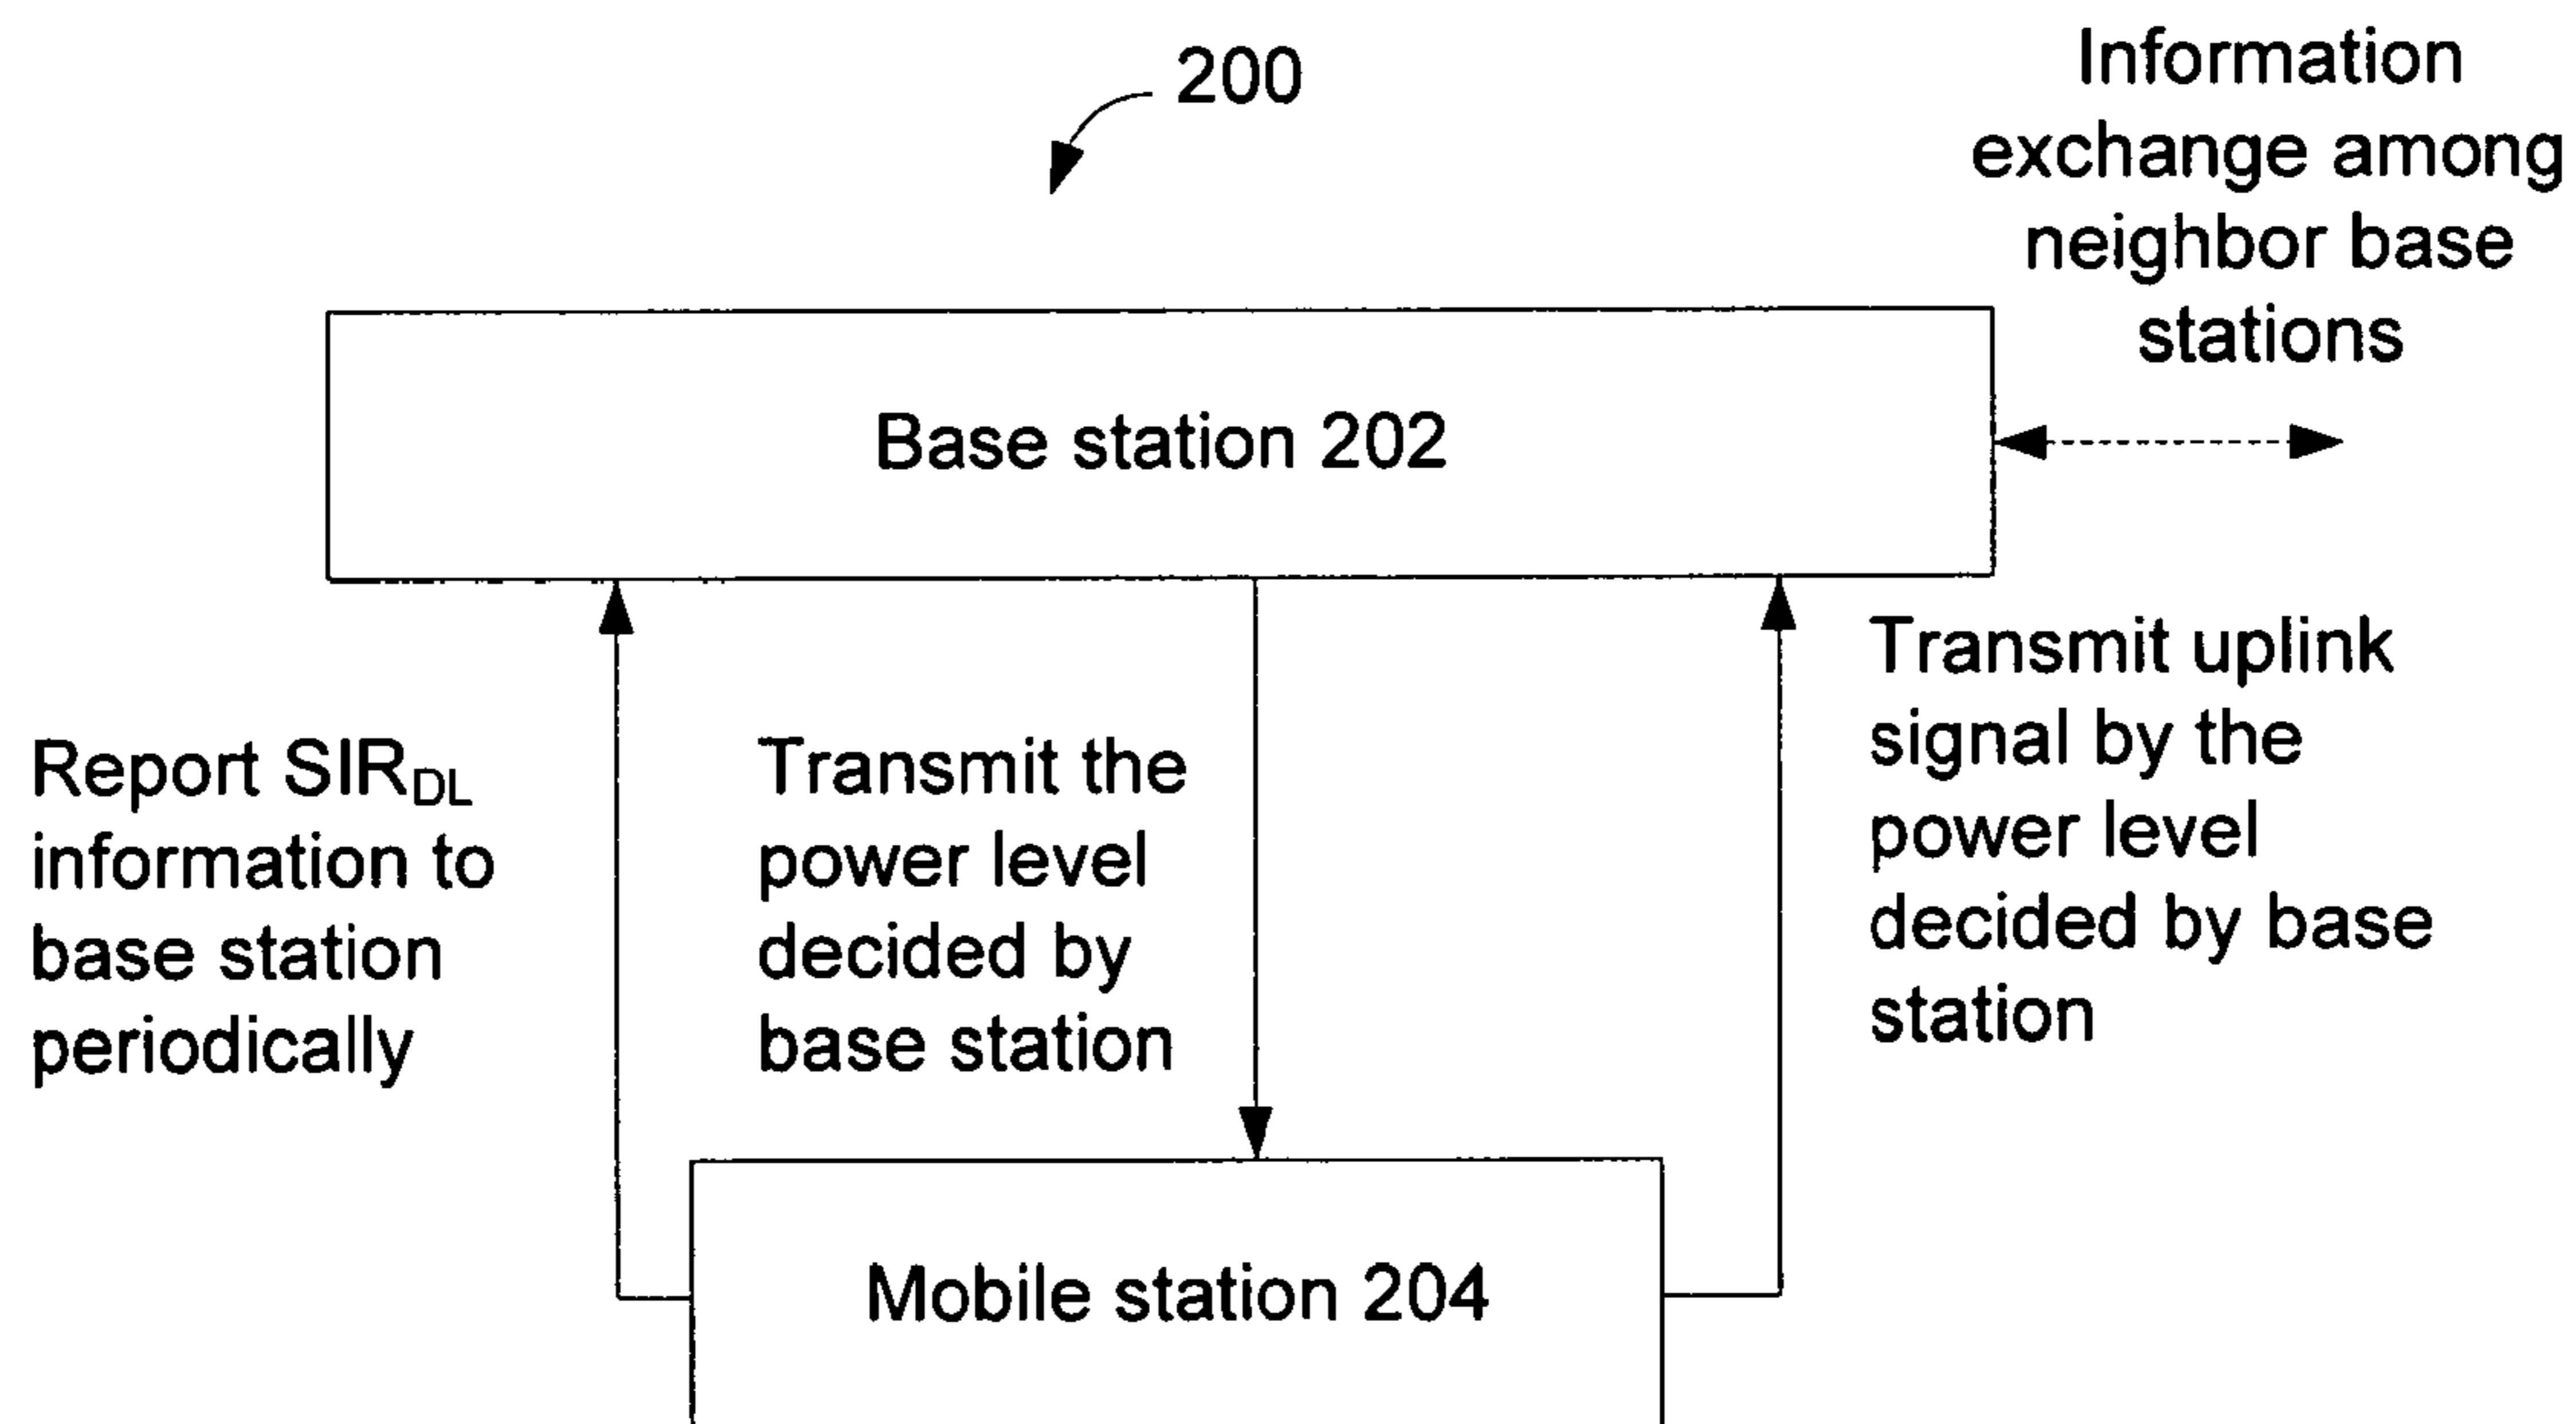 200
Information
exchange among
neighbor base
stations
Base station 202
Report SIRDL
information to
base station
periodically
Transmit the
power level
decided by
base station
Transmit uplink
signal by the
power level
decided by base
station
Mobile station 204